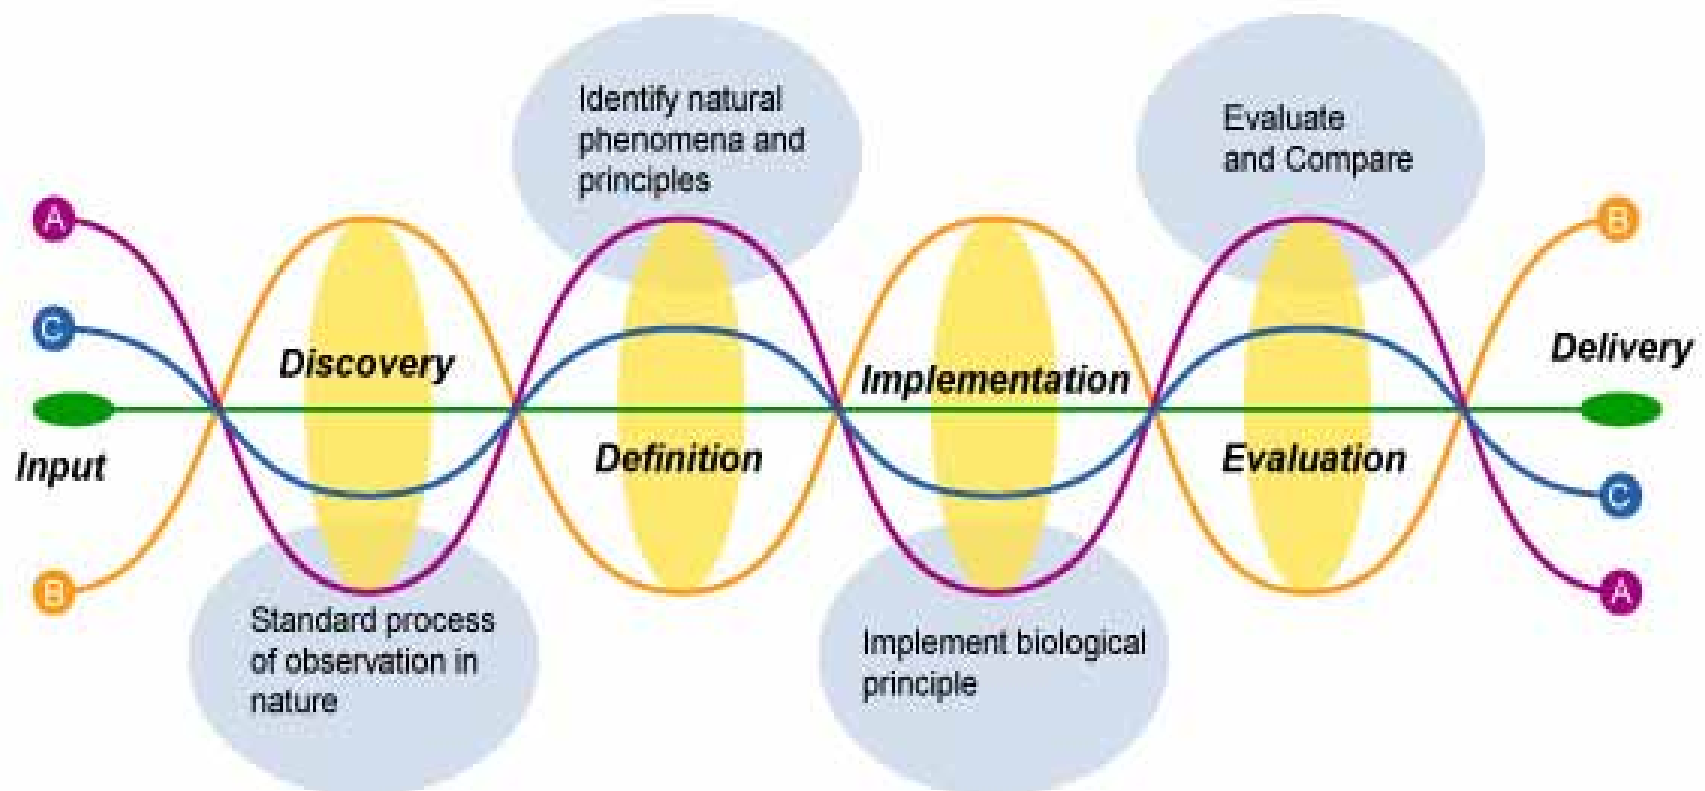 Identify natural
phenomena and
principles
Evaluate
and Compare
A
B
C
Discovery
Implementation
Delivery
Input
Definition
Evaluation
C
B
A
Standard process
of observation in
nature
Implement biological
principle